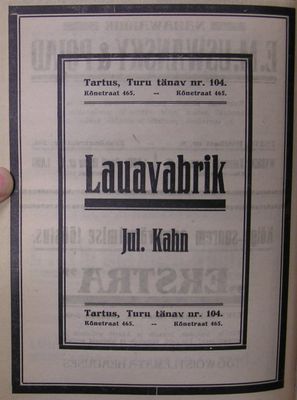 Tartus, Turu tänav nr. 104.
Kõnetraat 465. -- Kõnetraat 465.
Lauavabrik
Jul. Kahn
Tartus, Turu tänav nr. 104.
Kõnetraat 465. -- Kõnetraat 465.